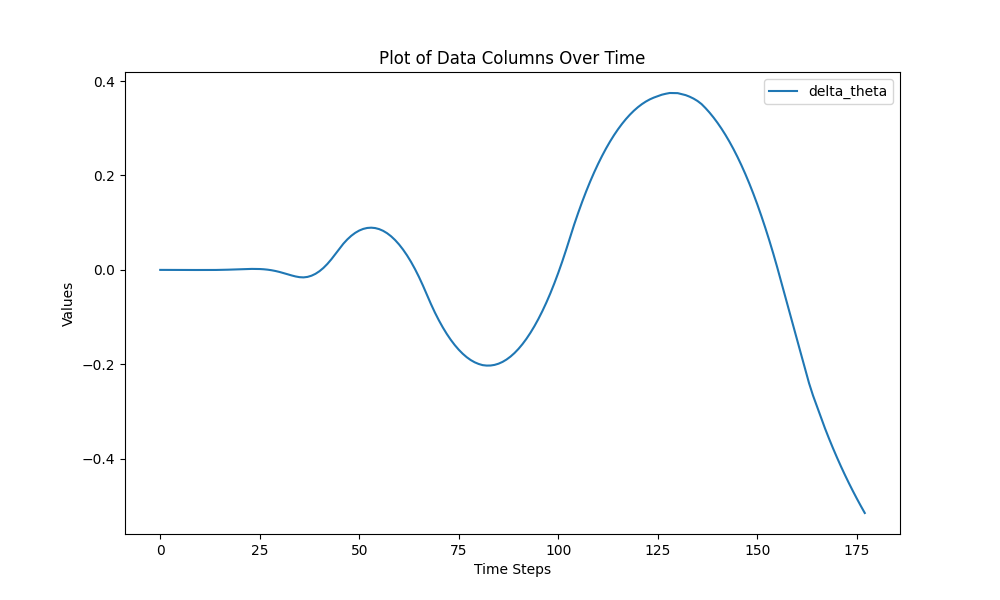 Plot of Data Columns Over Time
delta_theta
0.4
0.2
0.0
−0.2
−0.4
Values
0 25 50 75 100 125 150 175
Time Steps